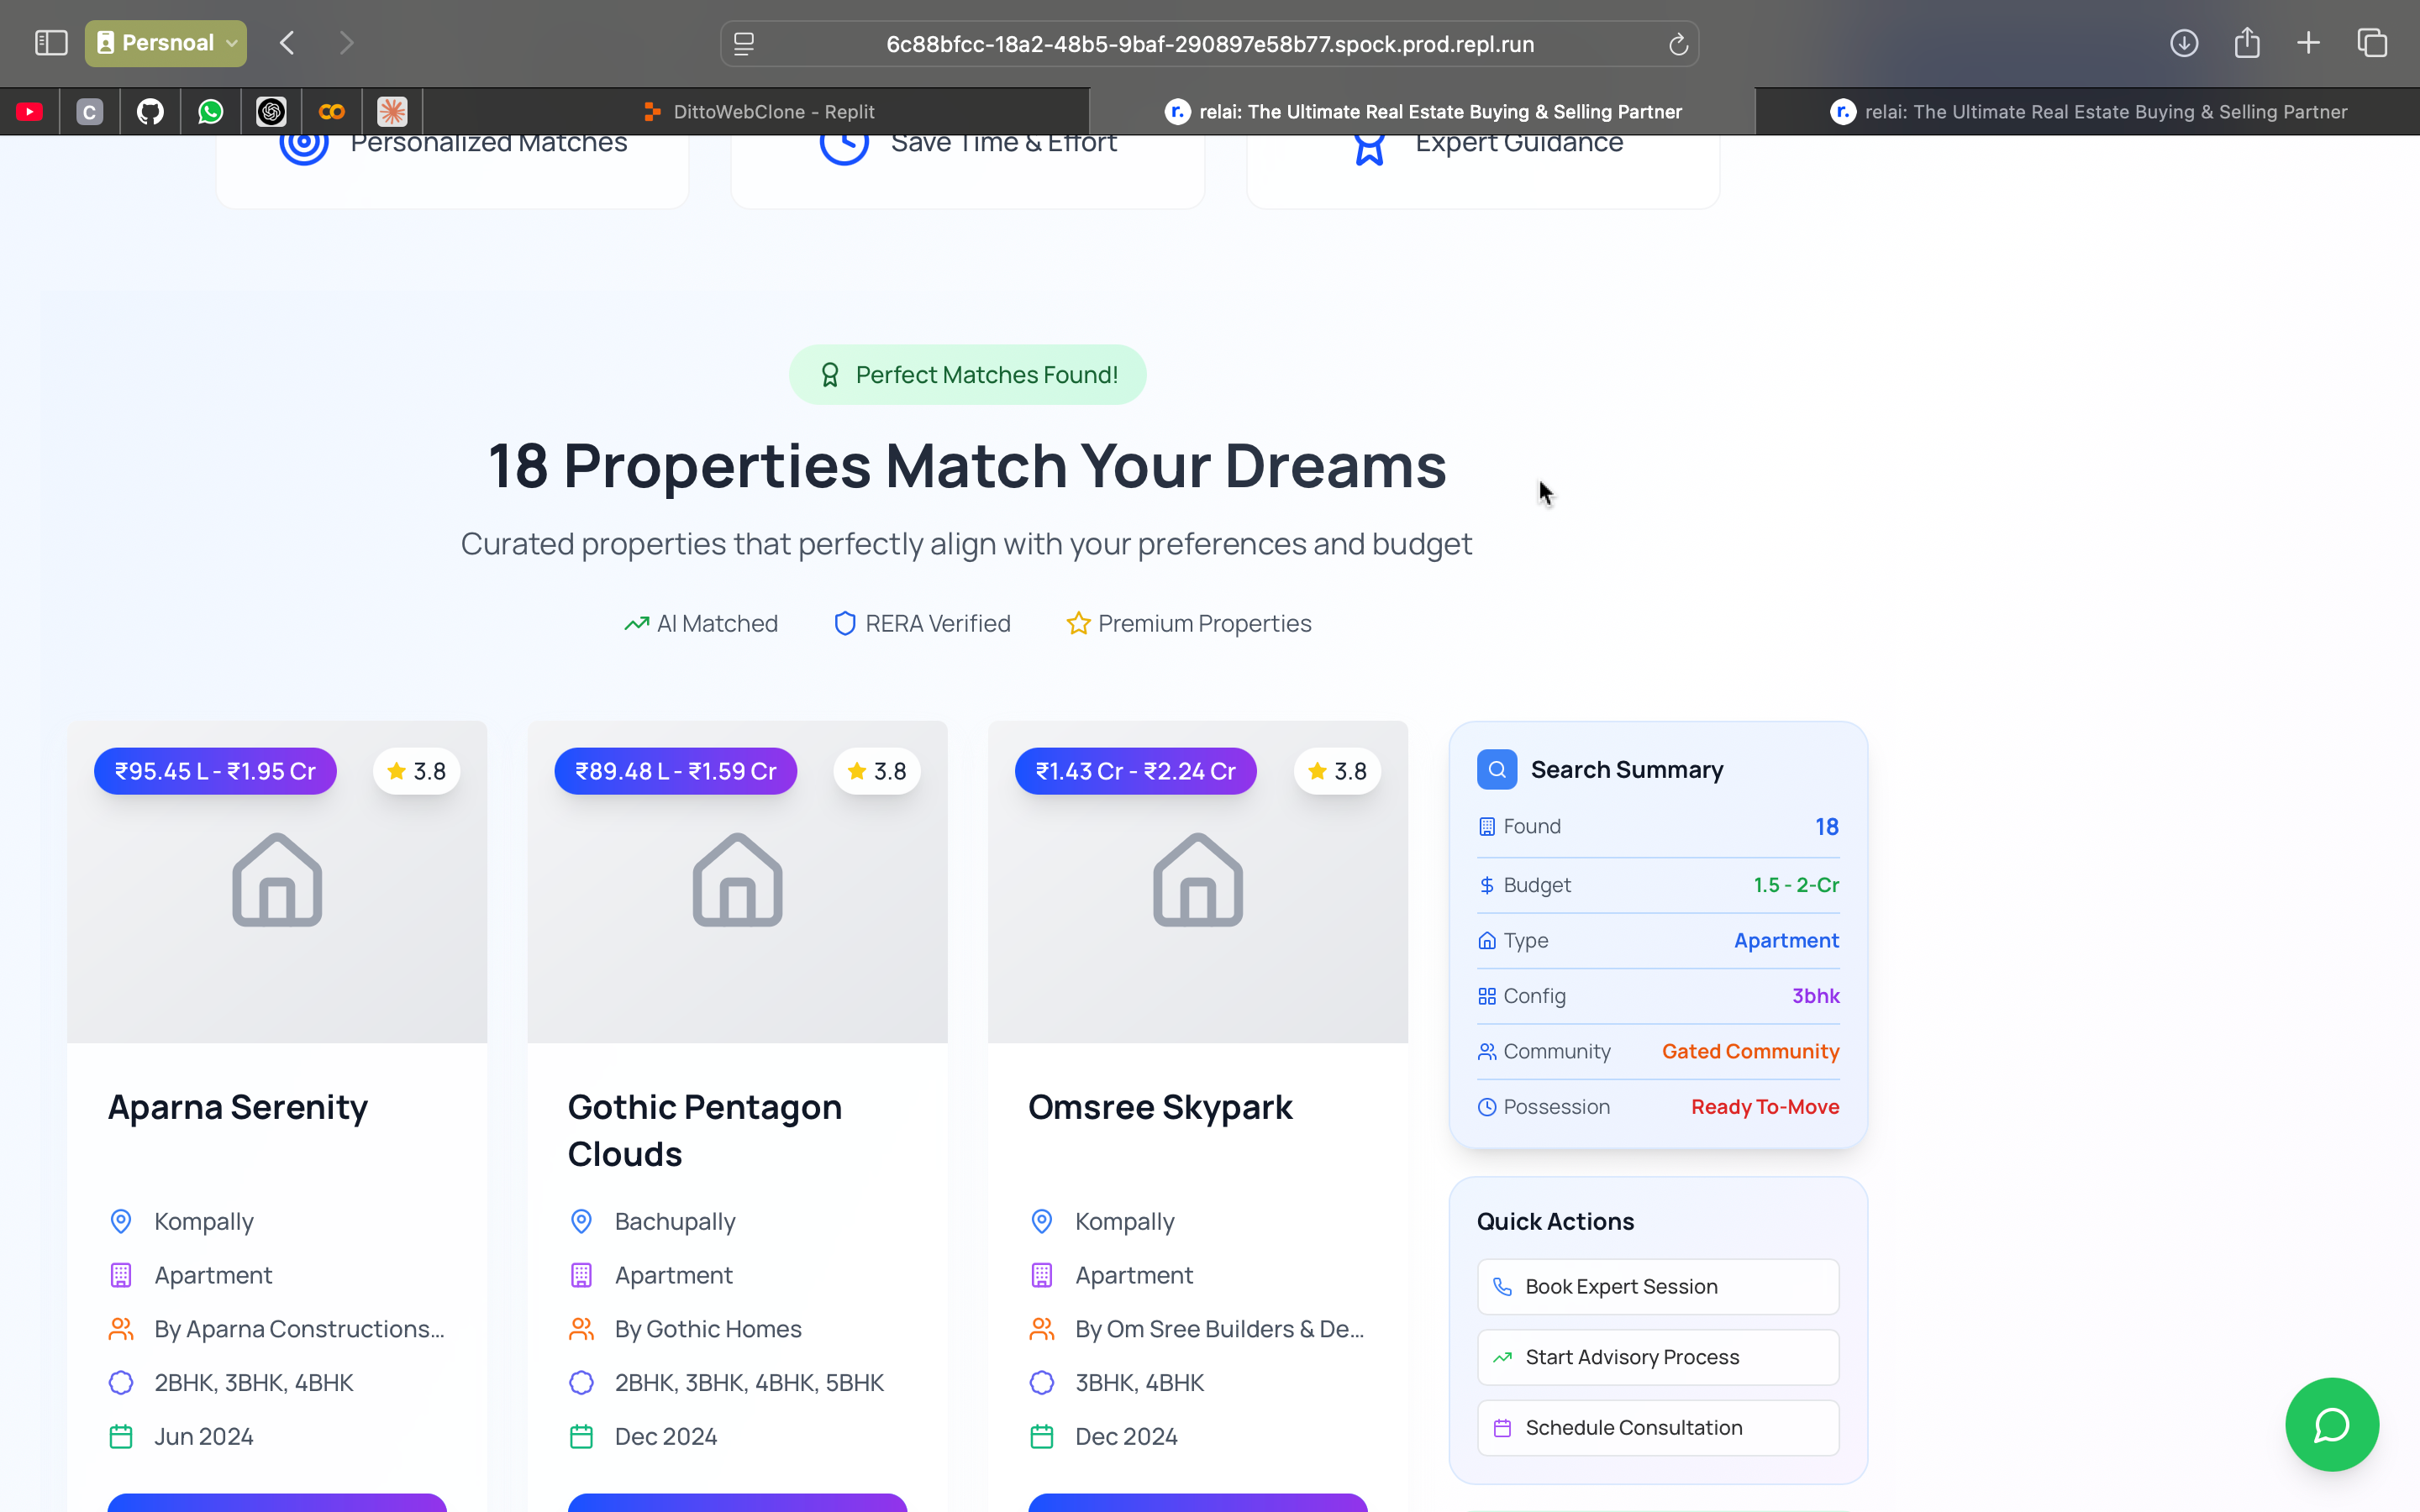 Persnoal
6c88bfcc-18a2-48b5-9baf-290897e58b77.spock.prod.repl.run
C
DittoWebClone - Replit
r. relai: The Ultimate Real Estate Buying & Selling Partner
r. relai: The Ultimate Real Estate Buying & Selling Partner
Personalized Matches
Save Time & Effort
Expert Guidance
Perfect Matches Found!
18 Properties Match Your Dreams
Curated properties that perfectly align with your preferences and budget
AI Matched
RERA Verified
Premium Properties
₹95.45 L - ₹1.95 Cr
3.8
Aparna Serenity
Kompally
Apartment
By Aparna Constructions...
2BHK, 3BHK, 4BHK
Jun 2024
₹89.48 L - ₹1.59 Cr
3.8
Gothic Pentagon
Clouds
Bachupally
Apartment
By Gothic Homes
2BHK, 3BHK, 4BHK, 5BHK
Dec 2024
₹1.43 Cr - ₹2.24 Cr
3.8
Omsree Skypark
Kompally
Apartment
By Om Sree Builders & De...
3BHK, 4BHK
Dec 2024
Search Summary
Found 18
Budget 1.5 - 2-Cr
Type Apartment
Config 3bhk
Community Gated Community
Possession Ready To-Move
Quick Actions
Book Expert Session
Start Advisory Process
Schedule Consultation